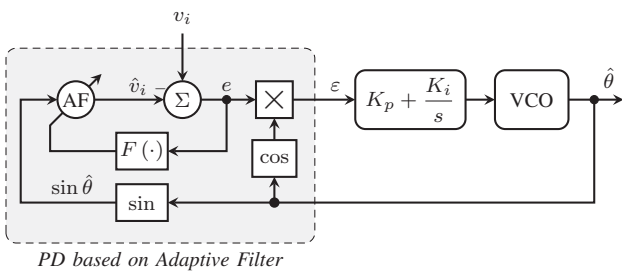 v_i
AF
v̂_i
−
Σ
e
×
ε
K_p + K_i/s
VCO
θ̂
F (·)
cos
sin θ̂
sin
PD based on Adaptive Filter